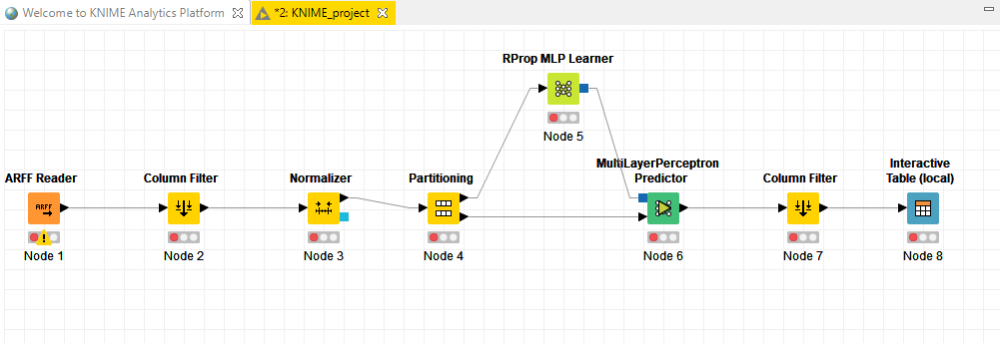 Welcome to KNIME Analytics Platform
*2: KNIME_project
RProp MLP Learner
Node 5
ARFF Reader
ARFF
Node 1
Column Filter
Node 2
Normalizer
Node 3
Partitioning
Node 4
MultiLayerPerceptron
Predictor
Node 6
Column Filter
Node 7
Interactive
Table (local)
Node 8